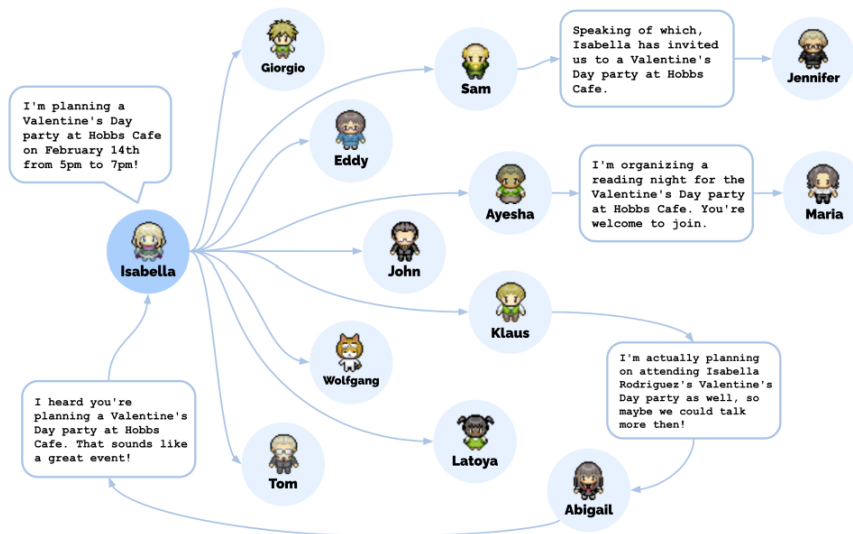 Giorgio
Sam
Speaking of which,
Isabella has invited
us to a Valentine's
Day party at Hobbs
Cafe.
Jennifer
I'm planning a
Valentine's Day
party at Hobbs Cafe
on February 14th
from 5pm to 7pm!
Eddy
Ayesha
I'm organizing a
reading night for the
Valentine's Day party
at Hobbs Cafe. You're
welcome to join.
Maria
Isabella
John
Klaus
Wolfgang
I'm actually planning
on attending Isabella
Rodriguez's Valentine's
Day party as well, so
maybe we could talk
more then!
I heard you're
planning a Valentine's
Day party at Hobbs
Cafe. That sounds like
a great event!
Latoya
Tom
Abigail